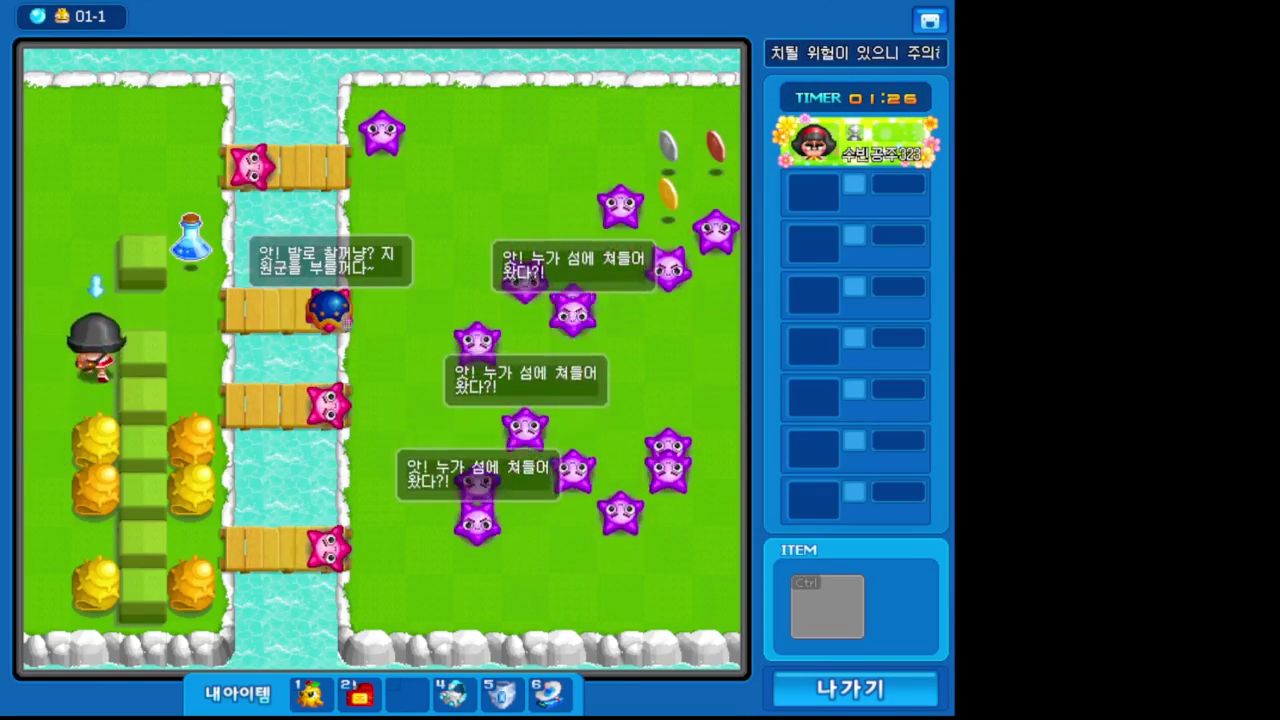 01-1
치될 위험이 있으니 주의
TIMER 01:26
수빈공주023
앗! 발로 찰꺼냥? 지
원군을 부를꺼다~
앗! 누가 섬에 쳐들어
왔다?!
앗! 누가 섬에 쳐들어
왔다?!
앗! 누가 섬에 쳐들어
왔다?!
ITEM
Ctrl
내아이템
1
2
4
5
6
나가기